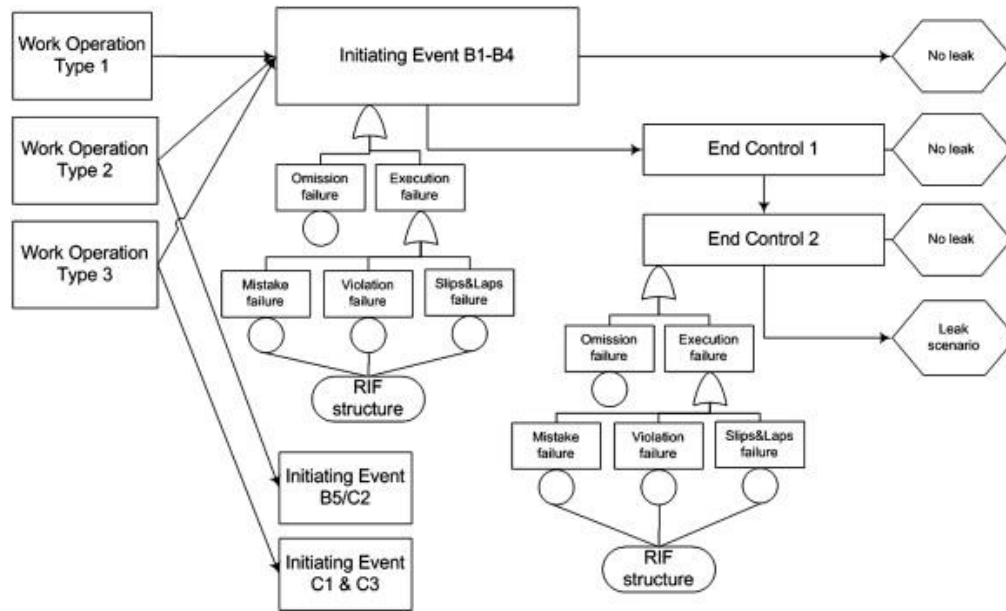 Work Operation
Type 1
Initiating Event B1-B4
No leak
Work Operation
Type 2
End Control 1
No leak
Omission
failure
Execution
failure
Work Operation
Type 3
End Control 2
No leak
Mistake
failure
Violation
failure
Slips&Laps
failure
Omission
failure
Execution
failure
Leak
scenario
RIF
structure
Mistake
failure
Violation
failure
Slips&Laps
failure
Initiating Event
B5/C2
Initiating Event
C1 & C3
RIF
structure